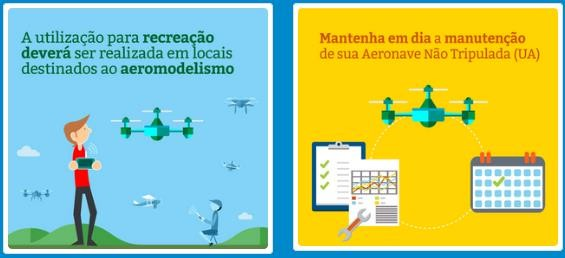 A utilização para recreação
deverá ser realizada em locais
destinados ao aeromodelismo
Mantenha em dia a manutenção
de sua Aeronave Não Tripulada (UA)